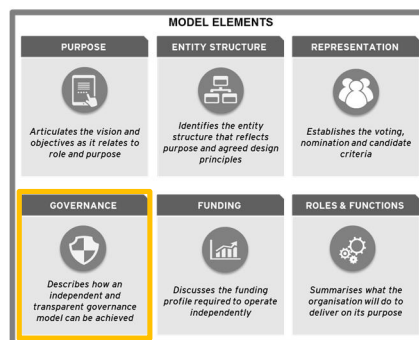 MODEL ELEMENTS
PURPOSE
Articulates the vision and
objectives as it relates to
role and purpose
ENTITY STRUCTURE
Identifies the entity
structure that reflects
purpose and agreed design
principles
REPRESENTATION
Establishes the voting,
nomination and candidate
criteria
GOVERNANCE
Describes how an
independent and
transparent governance
model can be achieved
FUNDING
Discusses the funding
profile required to operate
independently
ROLES & FUNCTIONS
Summarises what the
organisation will do to
deliver on its purpose